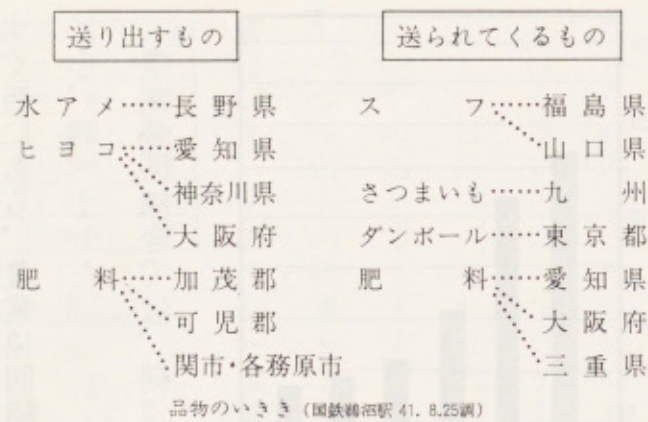 送り出すもの
水アメ……長野県
ヒヨコ……愛知県
神奈川県
大阪府
肥料……加茂郡
可児郡
関市・各務原市
送られてくるもの
スフ……福島県
山口県
さつまいも……九州
ダンボール……東京都
肥料……愛知県
大阪府
三重県
品物のいきき (国鉄鵜沼駅 41. 8.25調)